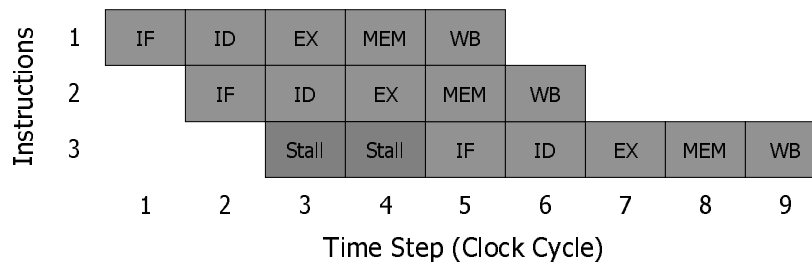 1 IF ID EX MEM WB
2 IF ID EX MEM WB
3 Stall Stall IF ID EX MEM WB
Instructions
1 2 3 4 5 6 7 8 9
Time Step (Clock Cycle)